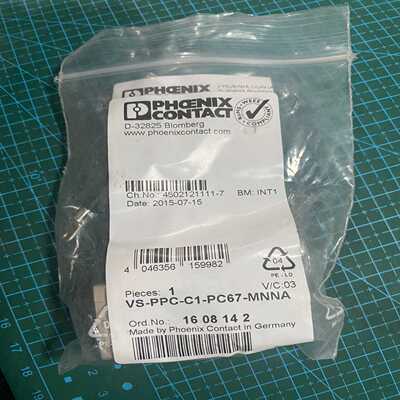 PHOENIX
PHOENIX CONTA
PHOENIX
CONTACT
D-32825 Blomberg
www.phoenixcontact.com
Ch.No.: 4502121111-7 BM: INT1
Date: 2015-07-15
4 046356 159982
04
PE-LD
Pieces: 1 V/C:03
VS-PPC-C1-PC67-MNNA
Ord.No.: 16 08 14 2
Made by Phoenix Contact in Germany